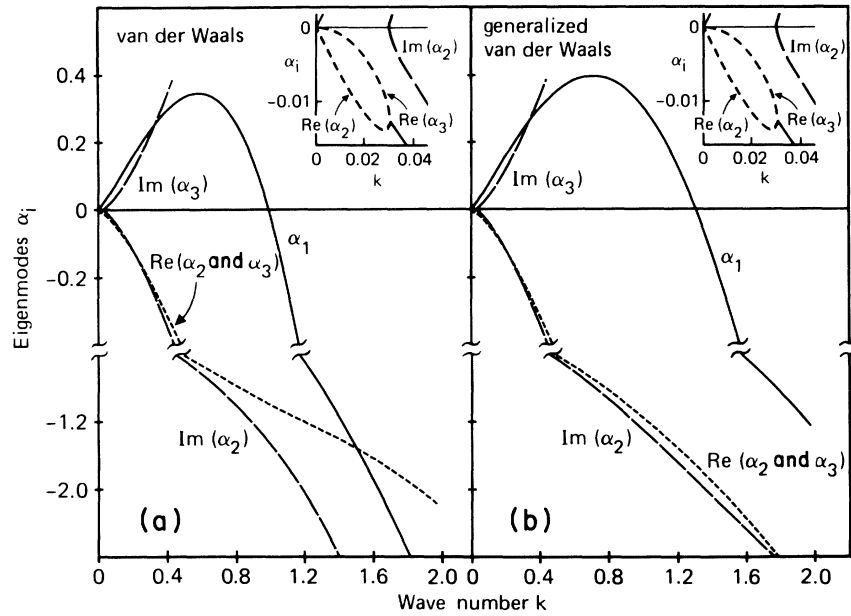 van der Waals
0
αᵢ
-0.01
Im (α₂)
Re(α₂)
Re(α₃)
0 0.02 0.04
k
generalized
van der Waals
0
αᵢ
-0.01
Im (α₂)
Re(α₂)
Re(α₃)
0 0.02 0.04
k
Eigenmodes αᵢ
0.4
0.2
0
-0.2
-1.2
-2.0
Im (α₃)
Re(α₂ and α₃)
α₁
Im (α₂)
(a)
Im (α₃)
α₁
Im (α₂)
Re (α₂ and α₃)
(b)
0 0.4 0.8 1.2 1.6 2.0
0 0.4 0.8 1.2 1.6 2.0
Wave number k